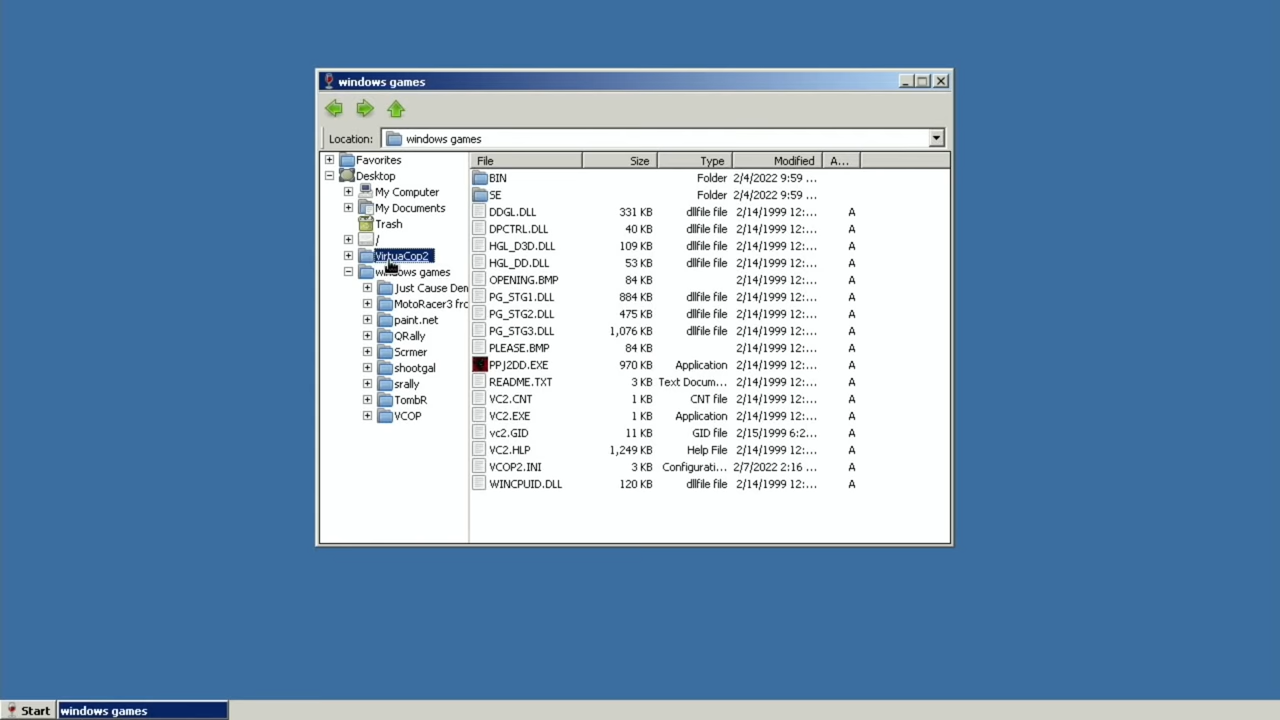 windows games
Location: windows games
File Size Type Modified A...
Favorites
Desktop
My Computer
My Documents
Trash
/
VirtuaCop2
windows games
Just Cause Den
MotoRacer3 frc
paint.net
QRally
Scrmer
shootgal
srally
TombR
VCOP
BIN Folder 2/4/2022 9:59 ...
SE Folder 2/4/2022 9:59 ...
DDGL.DLL 331 KB dllfile file 2/14/1999 12:... A
DPCTRL.DLL 40 KB dllfile file 2/14/1999 12:... A
HGL_D3D.DLL 109 KB dllfile file 2/14/1999 12:... A
HGL_DD.DLL 53 KB dllfile file 2/14/1999 12:... A
OPENING.BMP 84 KB 2/14/1999 12:... A
PG_STG1.DLL 884 KB dllfile file 2/14/1999 12:... A
PG_STG2.DLL 475 KB dllfile file 2/14/1999 12:... A
PG_STG3.DLL 1,076 KB dllfile file 2/14/1999 12:... A
PLEASE.BMP 84 KB 2/14/1999 12:... A
PPJ2DD.EXE 970 KB Application 2/14/1999 12:... A
README.TXT 3 KB Text Docum... 2/14/1999 12:... A
VC2.CNT 1 KB CNT file 2/14/1999 12:... A
VC2.EXE 1 KB Application 2/14/1999 12:... A
vc2.GID 11 KB GID file 2/15/1999 6:2... A
VC2.HLP 1,249 KB Help File 2/14/1999 12:... A
VCOP2.INI 3 KB Configurati... 2/7/2022 2:16 ... A
WINCPUID.DLL 120 KB dllfile file 2/14/1999 12:... A
Start windows games